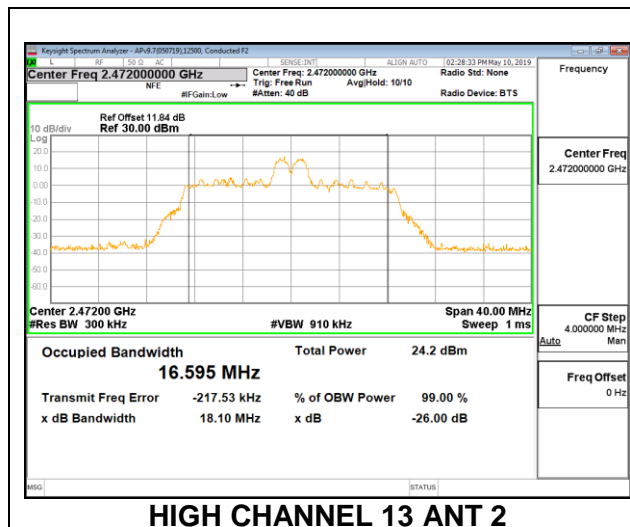 Keysight Spectrum Analyzer - APv9.7(050719),12500, Conducted F2
L RF 50 Ω AC SENSE:INT ALIGN AUTO 02:28:33 PM May 10, 2019
Center Freq 2.472000000 GHz
NFE
#IFGain:Low
Center Freq: 2.472000000 GHz
Trig: Free Run Avg|Hold: 10/10
#Atten: 40 dB
Radio Std: None
Radio Device: BTS
Frequency
Ref Offset 11.84 dB
10 dB/div Ref 30.00 dBm
Log
20.0
10.0
0.00
-10.0
-20.0
-30.0
-40.0
-50.0
-60.0
Center Freq
2.472000000 GHz
Center 2.47200 GHz Span 40.00 MHz
#Res BW 300 kHz #VBW 910 kHz Sweep 1 ms
CF Step
4.000000 MHz
Auto Man
Occupied Bandwidth Total Power 24.2 dBm
16.595 MHz
Transmit Freq Error -217.53 kHz % of OBW Power 99.00 %
x dB Bandwidth 18.10 MHz x dB -26.00 dB
Freq Offset
0 Hz
MSG STATUS
HIGH CHANNEL 13 ANT 2